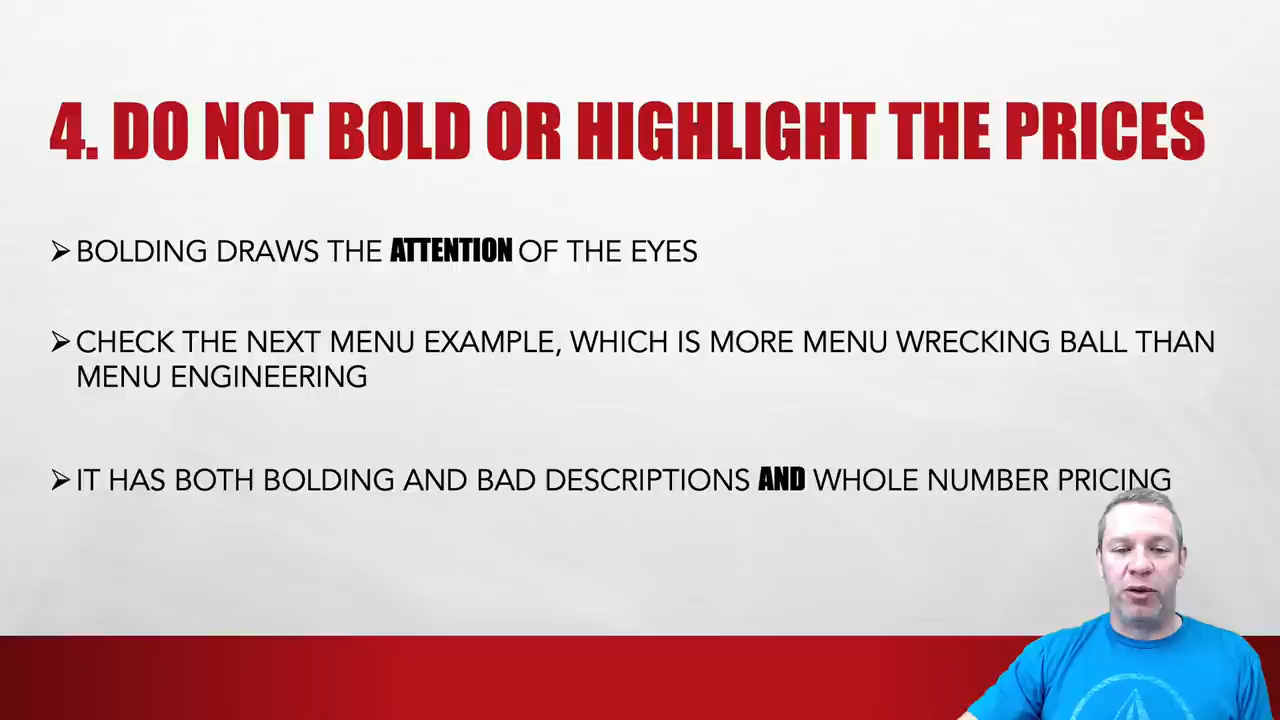 4. DO NOT BOLD OR HIGHLIGHT THE PRICES
➢BOLDING DRAWS THE ATTENTION OF THE EYES
➢CHECK THE NEXT MENU EXAMPLE, WHICH IS MORE MENU WRECKING BALL THAN
MENU ENGINEERING
➢IT HAS BOTH BOLDING AND BAD DESCRIPTIONS AND WHOLE NUMBER PRICING